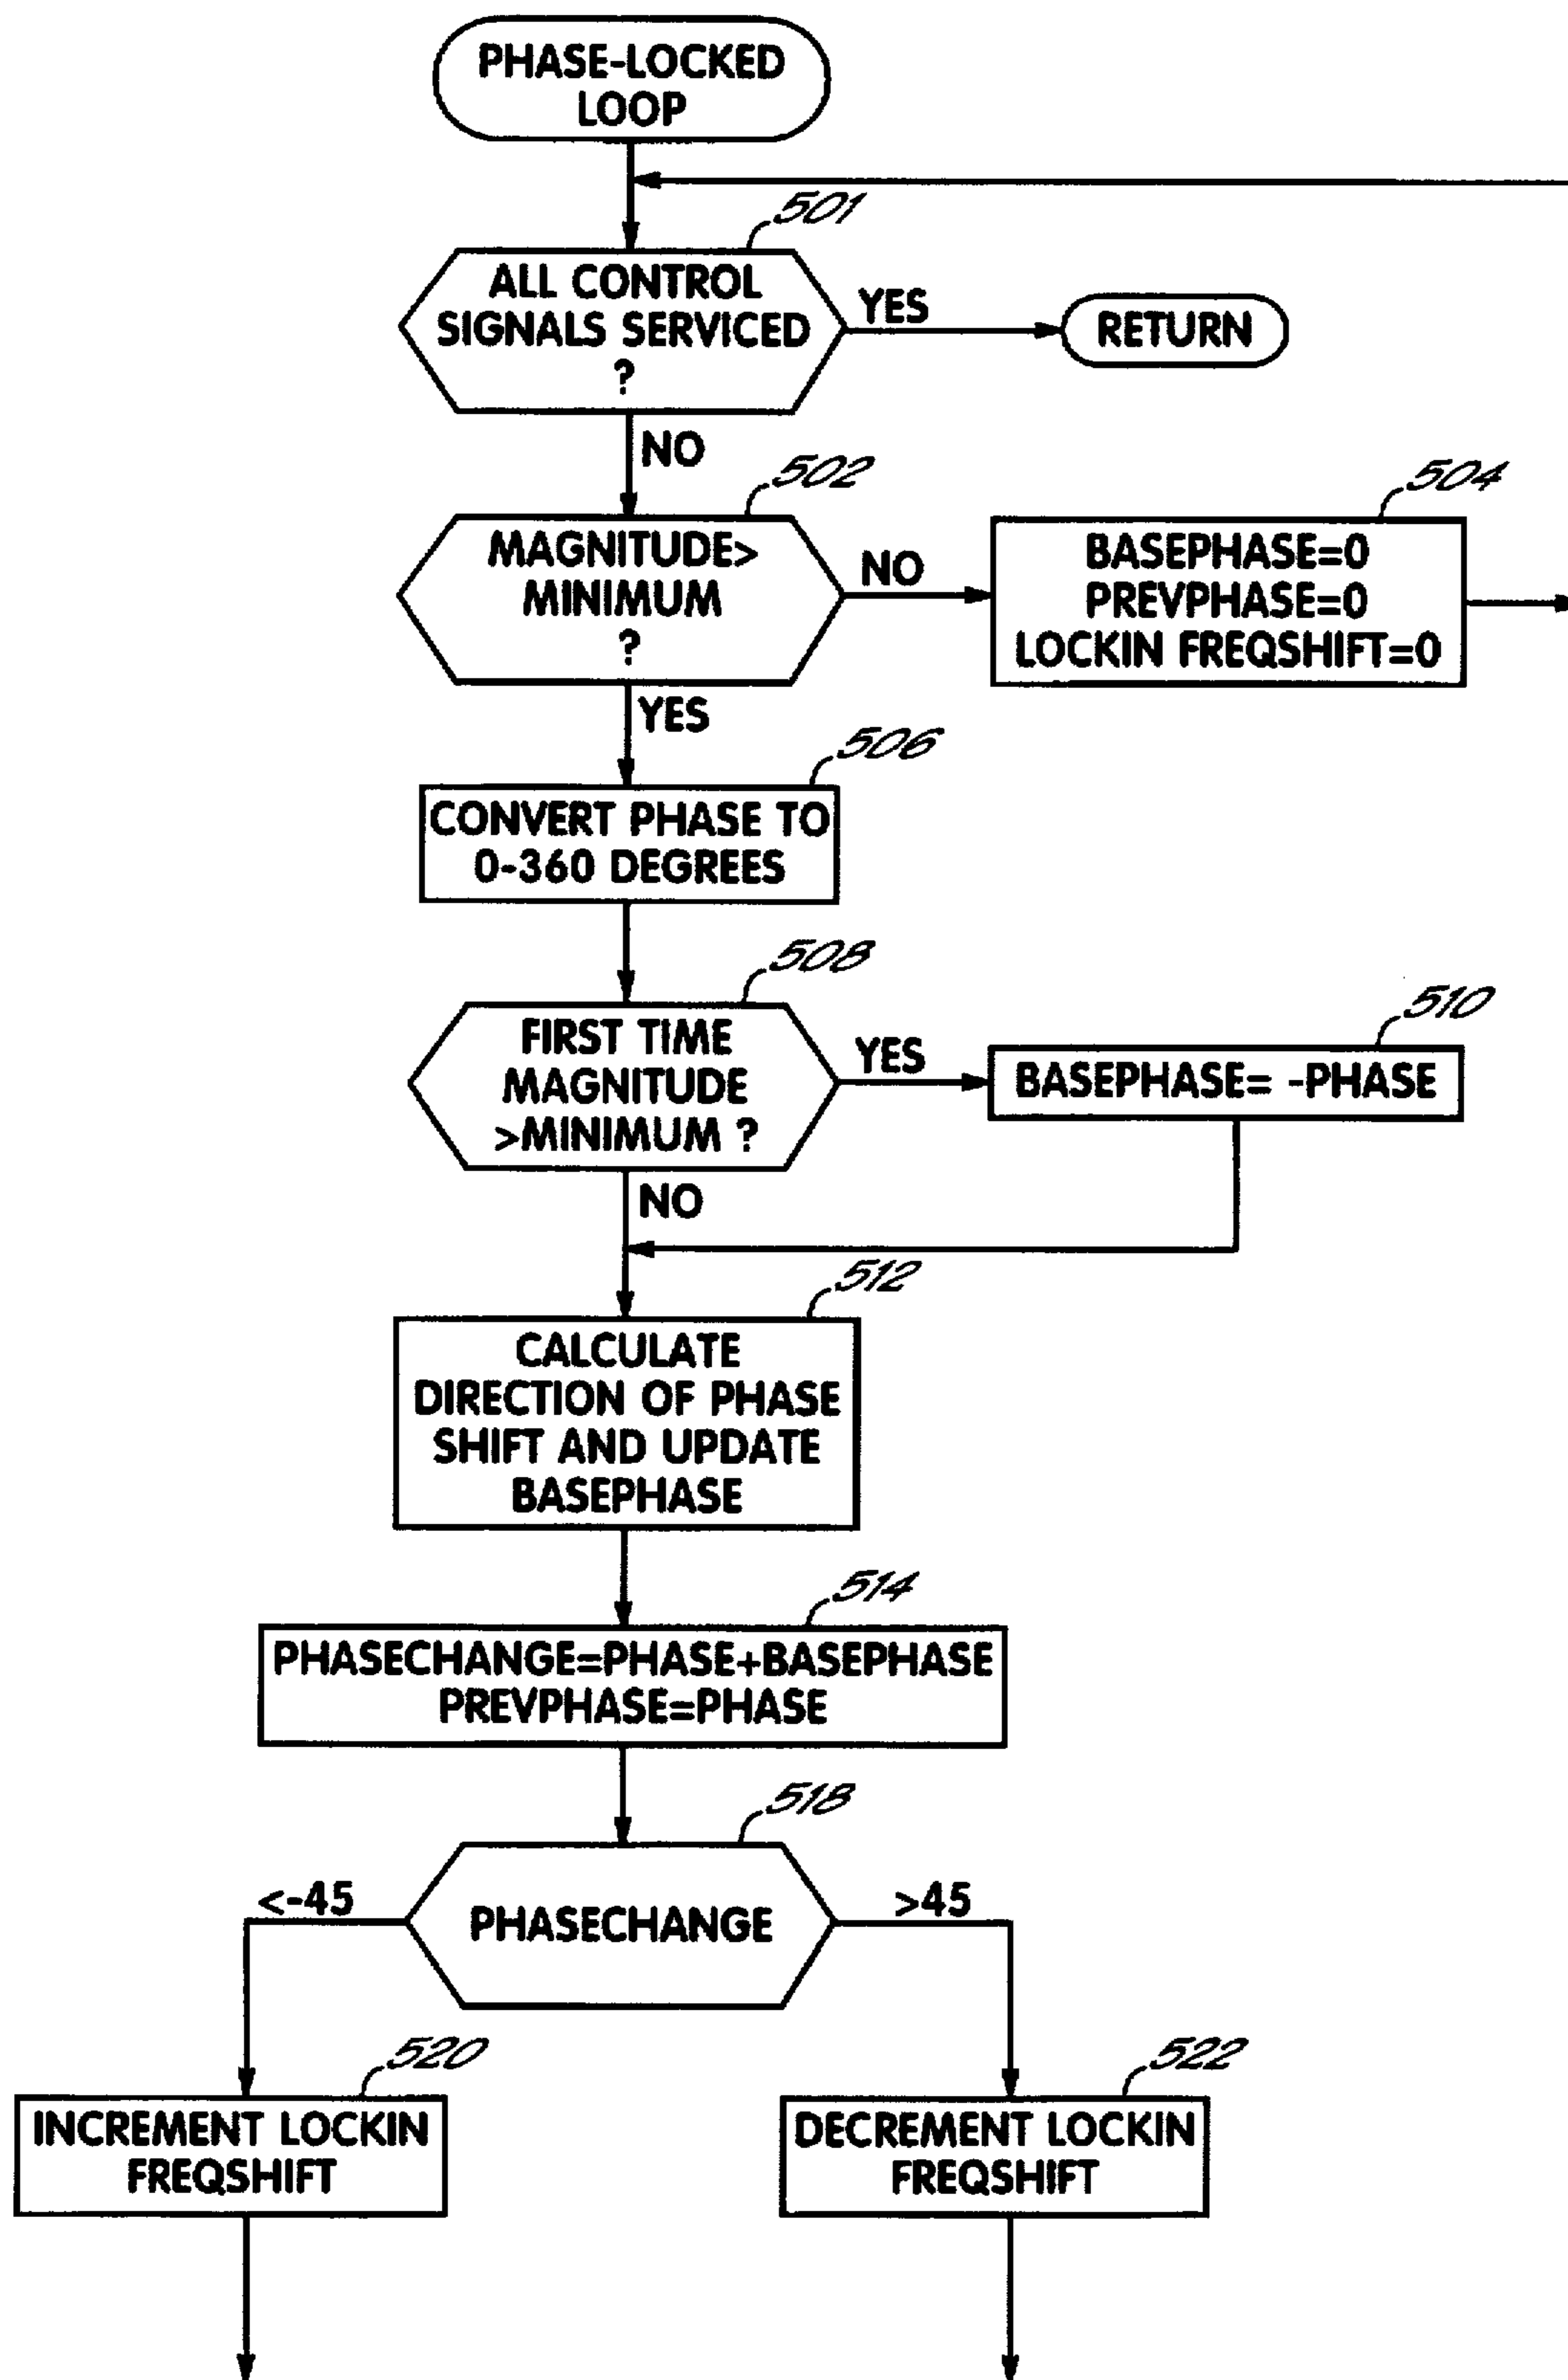 PHASE-LOCKED
LOOP
501
ALL CONTROL
SIGNALS SERVICED
?
YES
RETURN
NO
502
MAGNITUDE>
MINIMUM
?
NO
504
BASEPHASE=0
PREVPHASE=0
LOCKIN FREQSHIFT=0
YES
506
CONVERT PHASE TO
0-360 DEGREES
508
FIRST TIME
MAGNITUDE
>MINIMUM ?
YES
510
BASEPHASE= -PHASE
NO
512
CALCULATE
DIRECTION OF PHASE
SHIFT AND UPDATE
BASEPHASE
514
PHASECHANGE=PHASE+BASEPHASE
PREVPHASE=PHASE
518
<-45
PHASECHANGE
>45
520
INCREMENT LOCKIN
FREQSHIFT
522
DECREMENT LOCKIN
FREQSHIFT